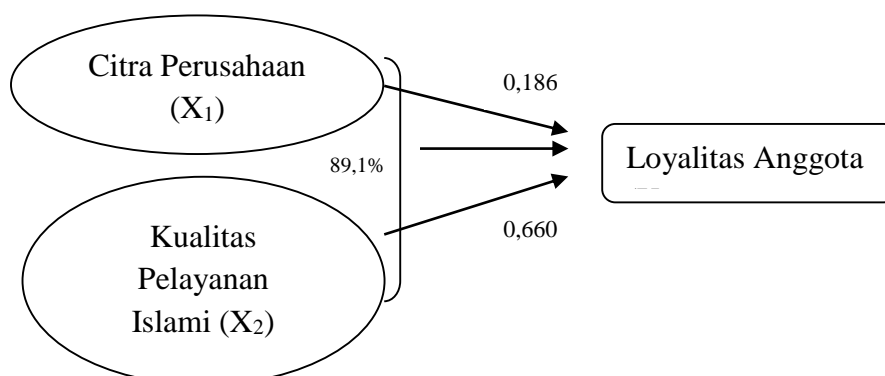 Citra Perusahaan
(X₁)
0,186
89,1%
Loyalitas Anggota
Kualitas
Pelayanan
Islami (X₂)
0,660